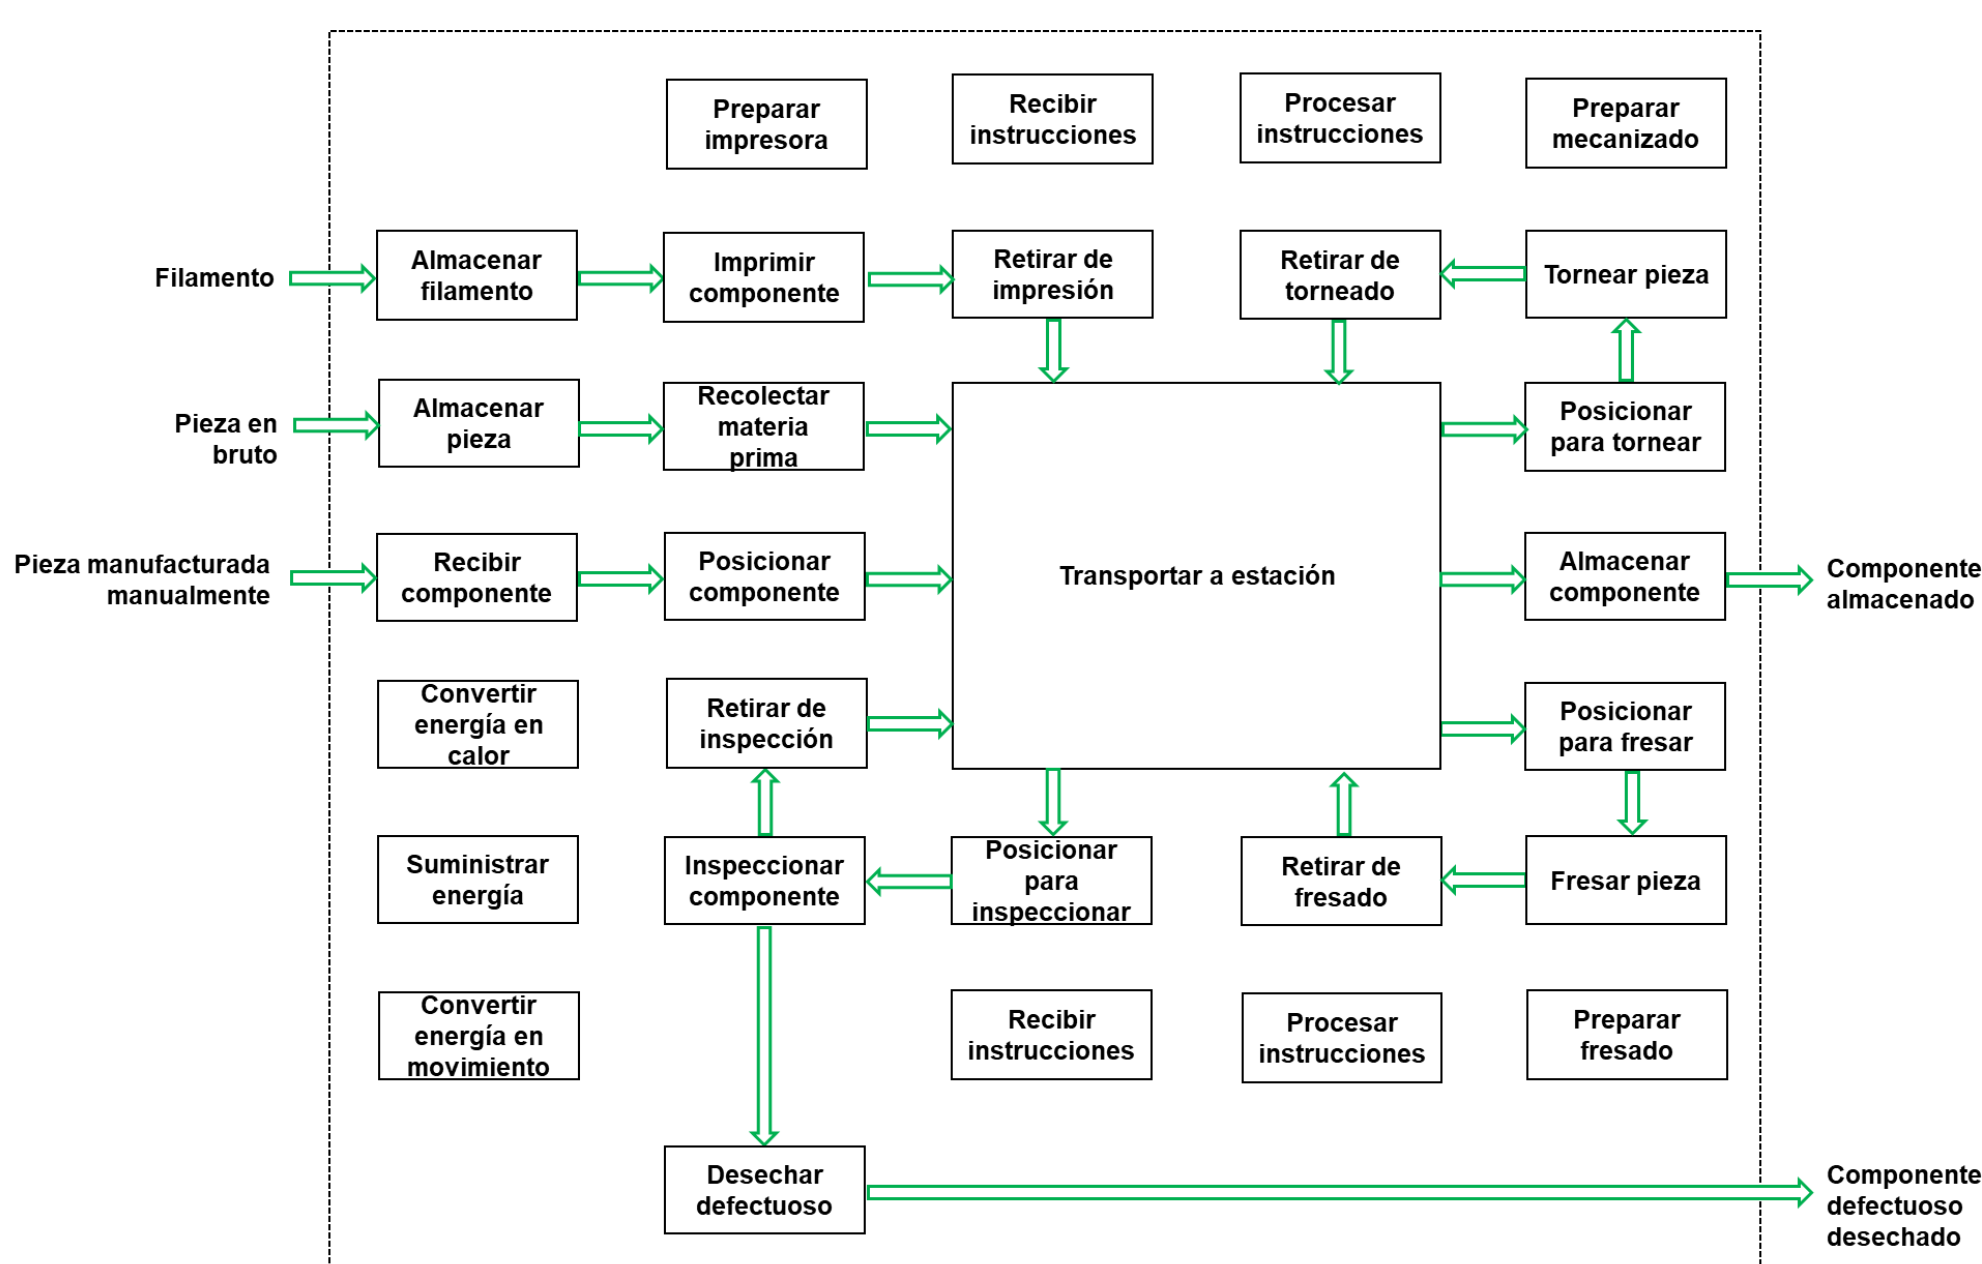 Preparar
impresora
Recibir
instrucciones
Procesar
instrucciones
Preparar
mecanizado
Filamento
Almacenar
filamento
Imprimir
componente
Retirar de
impresión
Retirar de
torneado
Tornear pieza
Pieza en
bruto
Almacenar
pieza
Recolectar
materia
prima
Posicionar
para tornear
Pieza manufacturada
manualmente
Recibir
componente
Posicionar
componente
Transportar a estación
Almacenar
componente
Componente
almacenado
Convertir
energía en
calor
Retirar de
inspección
Posicionar
para fresar
Suministrar
energía
Inspeccionar
componente
Posicionar
para
inspeccionar
Retirar de
fresado
Fresar pieza
Convertir
energía en
movimiento
Recibir
instrucciones
Procesar
instrucciones
Preparar
fresado
Desechar
defectuoso
Componente
defectuoso
desechado